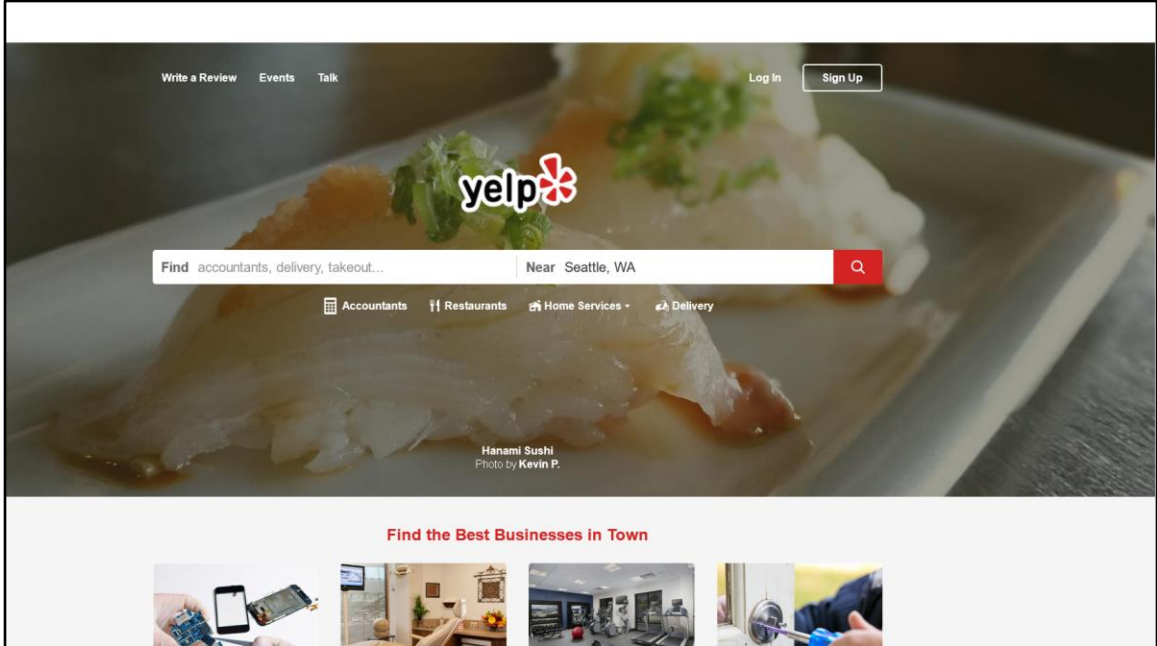 Write a Review Events Talk Log In Sign Up
yelp
Find accountants, delivery, takeout... Near Seattle, WA
Accountants Restaurants Home Services Delivery
Hanami Sushi
Photo by Kevin P.
Find the Best Businesses in Town